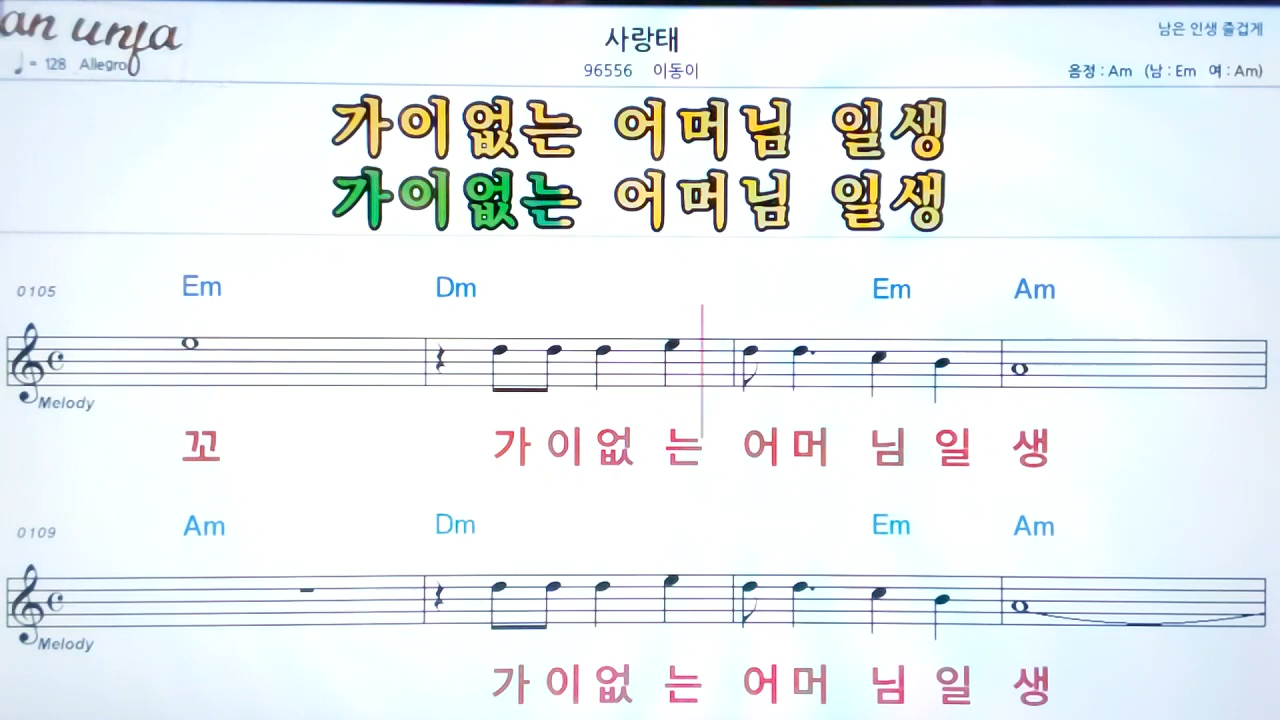 an unfa
♩= 128 Allegro
사랑태
96556 이동이
남은 인생 즐겁게
음정 : Am (남 : Em 여 : Am)
가이없는 어머님 일생
가이없는 어머님 일생
0105 Em Dm Em Am
Melody
꼬 가 이 없 는 어 머 님 일 생
0109 Am Dm Em Am
Melody
가 이 없 는 어 머 님 일 생